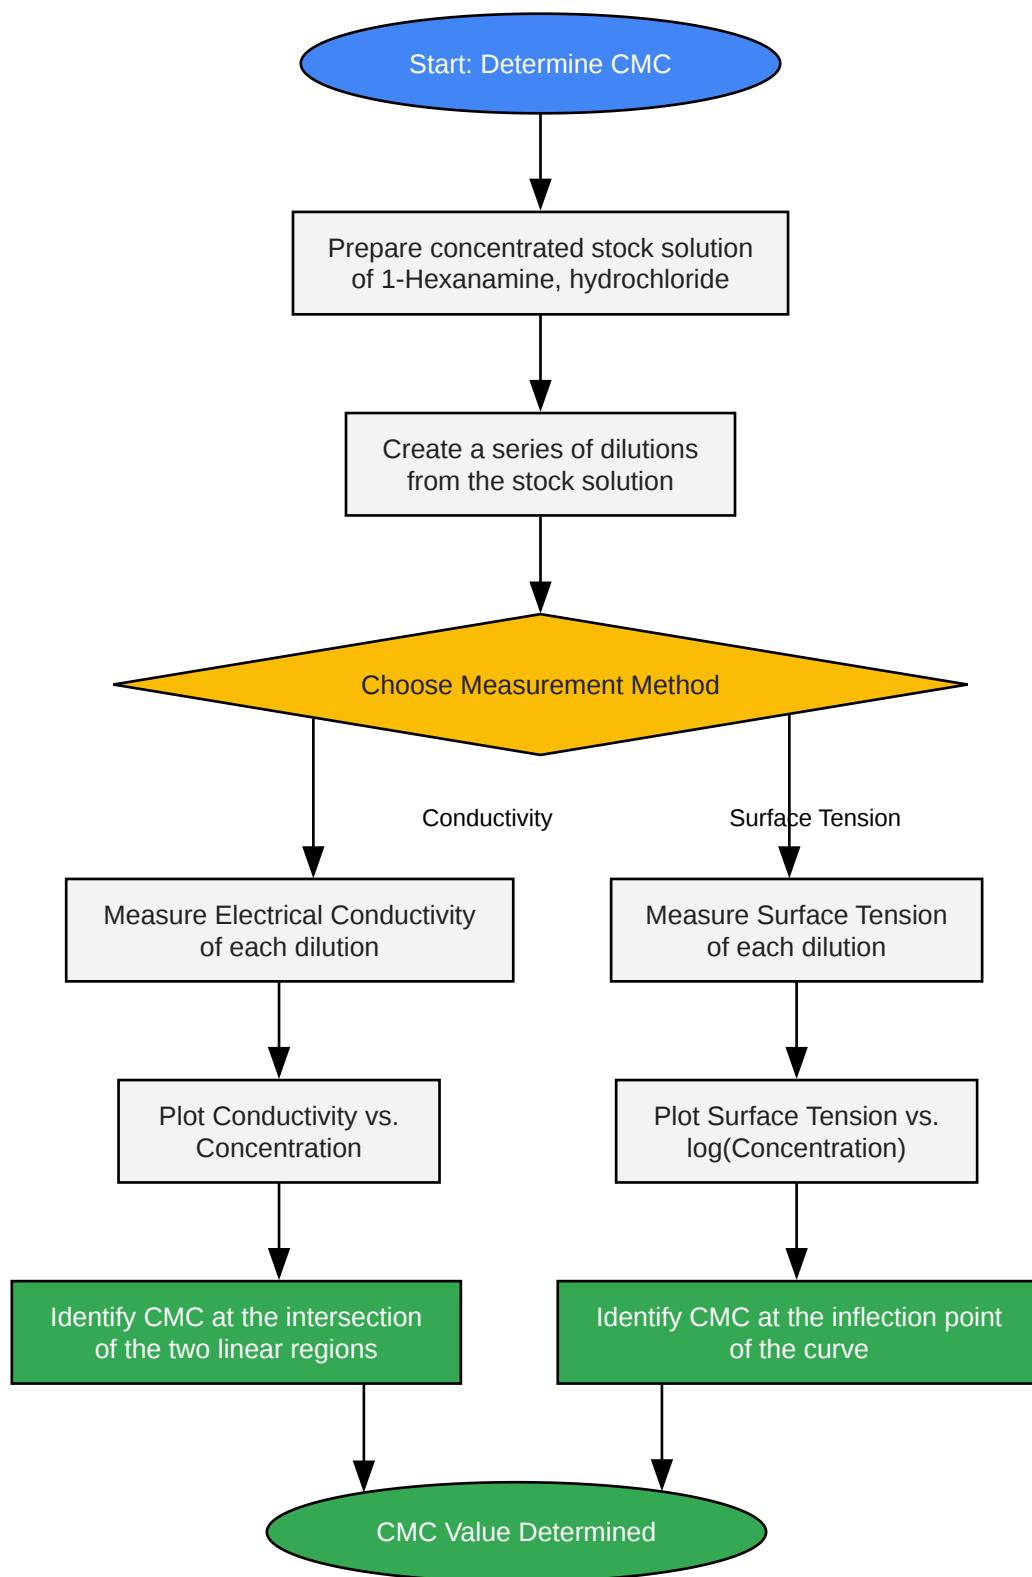 Start: Determine CMC
Prepare concentrated stock solution
of 1-Hexanamine, hydrochloride
Create a series of dilutions
from the stock solution
Choose Measurement Method
Conductivity
Surface Tension
Measure Electrical Conductivity
of each dilution
Measure Surface Tension
of each dilution
Plot Conductivity vs.
Concentration
Plot Surface Tension vs.
log(Concentration)
Identify CMC at the intersection
of the two linear regions
Identify CMC at the inflection point
of the curve
CMC Value Determined